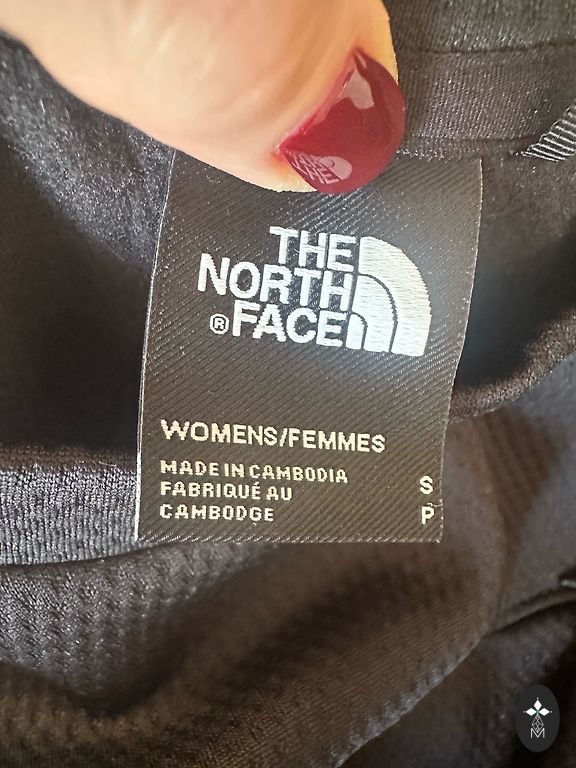 THE
NORTH
®FACE
WOMENS/FEMMES
MADE IN CAMBODIA
FABRIQUÉ AU
CAMBODGE
S
P